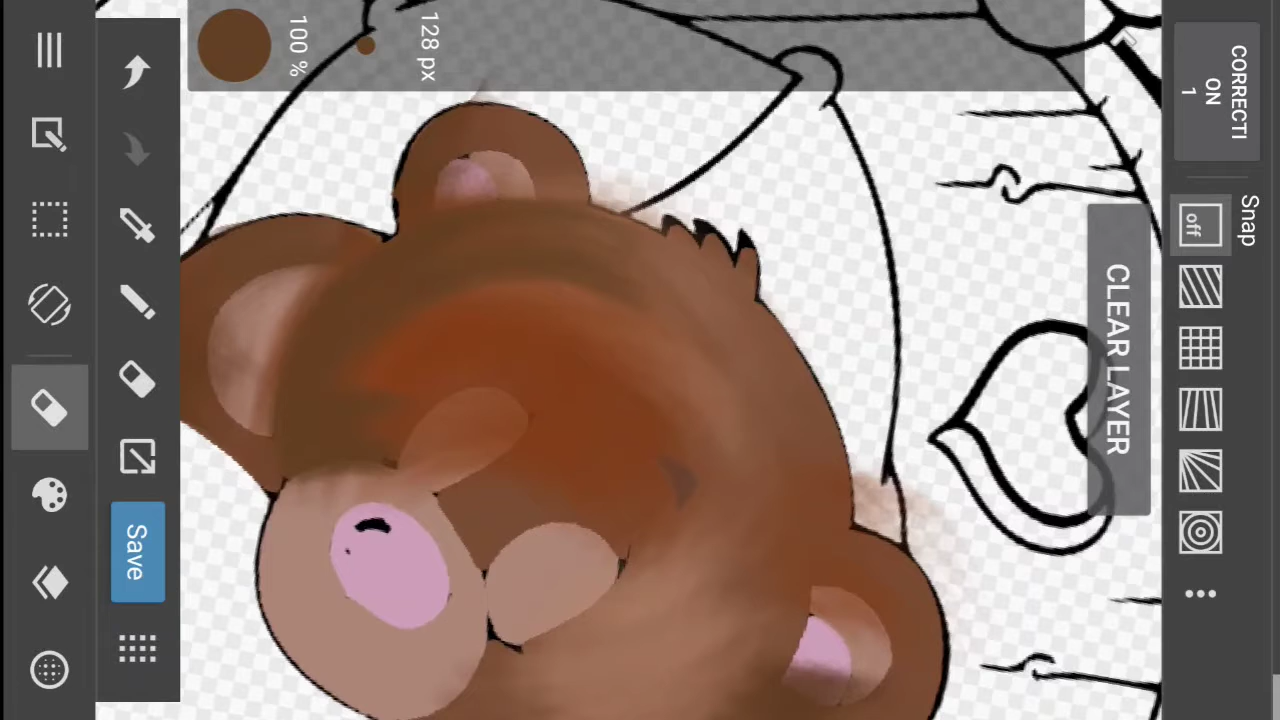 CORRECTI
ON
1
Snap
off
CLEAR LAYER
128 px
100 %
Save